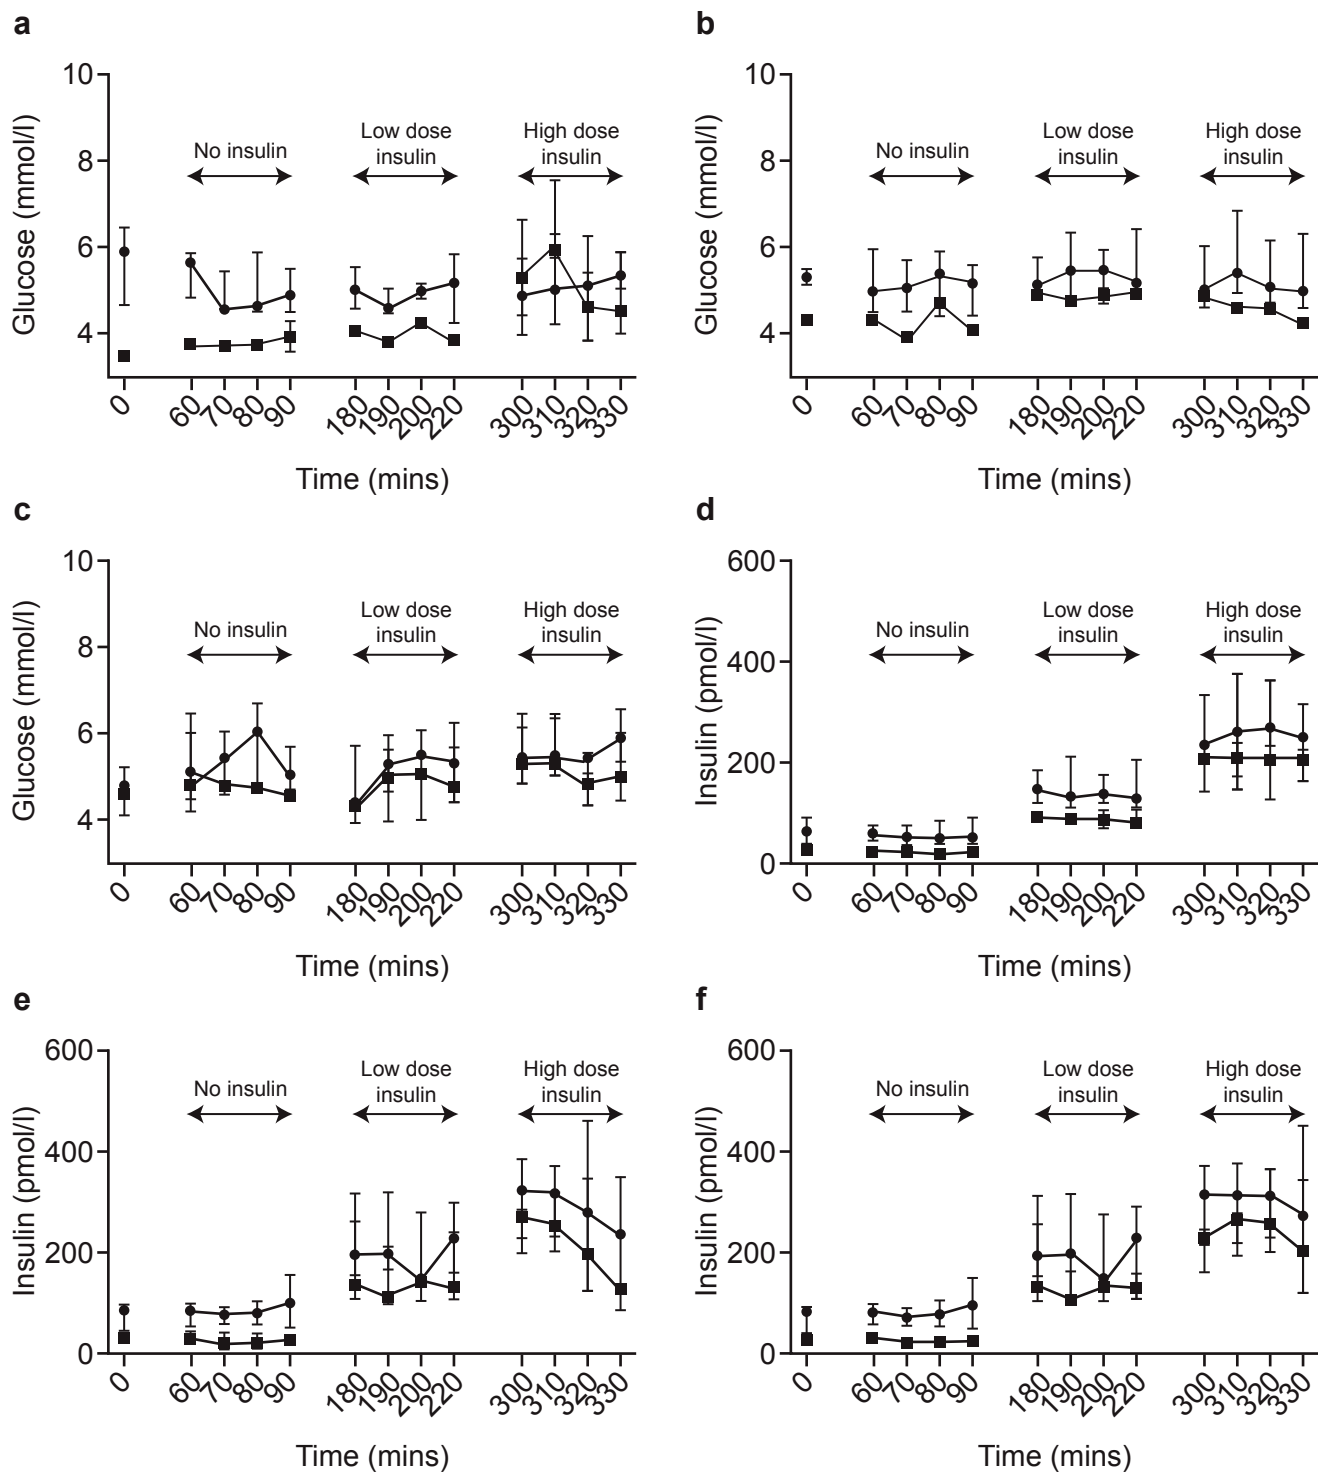 a
Glucose (mmol/l)
10
8
6
4
No insulin
Low dose
insulin
High dose
insulin
0
60
70
80
90
180
190
200
220
300
310
320
330
Time (mins)
b
Glucose (mmol/l)
10
8
6
4
No insulin
Low dose
insulin
High dose
insulin
0
60
70
80
90
180
190
200
220
300
310
320
330
Time (mins)
c
Glucose (mmol/l)
10
8
6
4
No insulin
Low dose
insulin
High dose
insulin
0
60
70
80
90
180
190
200
220
300
310
320
330
Time (mins)
d
Insulin (pmol/l)
600
400
200
0
No insulin
Low dose
insulin
High dose
insulin
0
60
70
80
90
180
190
200
220
300
310
320
330
Time (mins)
e
Insulin (pmol/l)
600
400
200
0
No insulin
Low dose
insulin
High dose
insulin
0
60
70
80
90
180
190
200
220
300
310
320
330
Time (mins)
f
Insulin (pmol/l)
600
400
200
0
No insulin
Low dose
insulin
High dose
insulin
0
60
70
80
90
180
190
200
220
300
310
320
330
Time (mins)